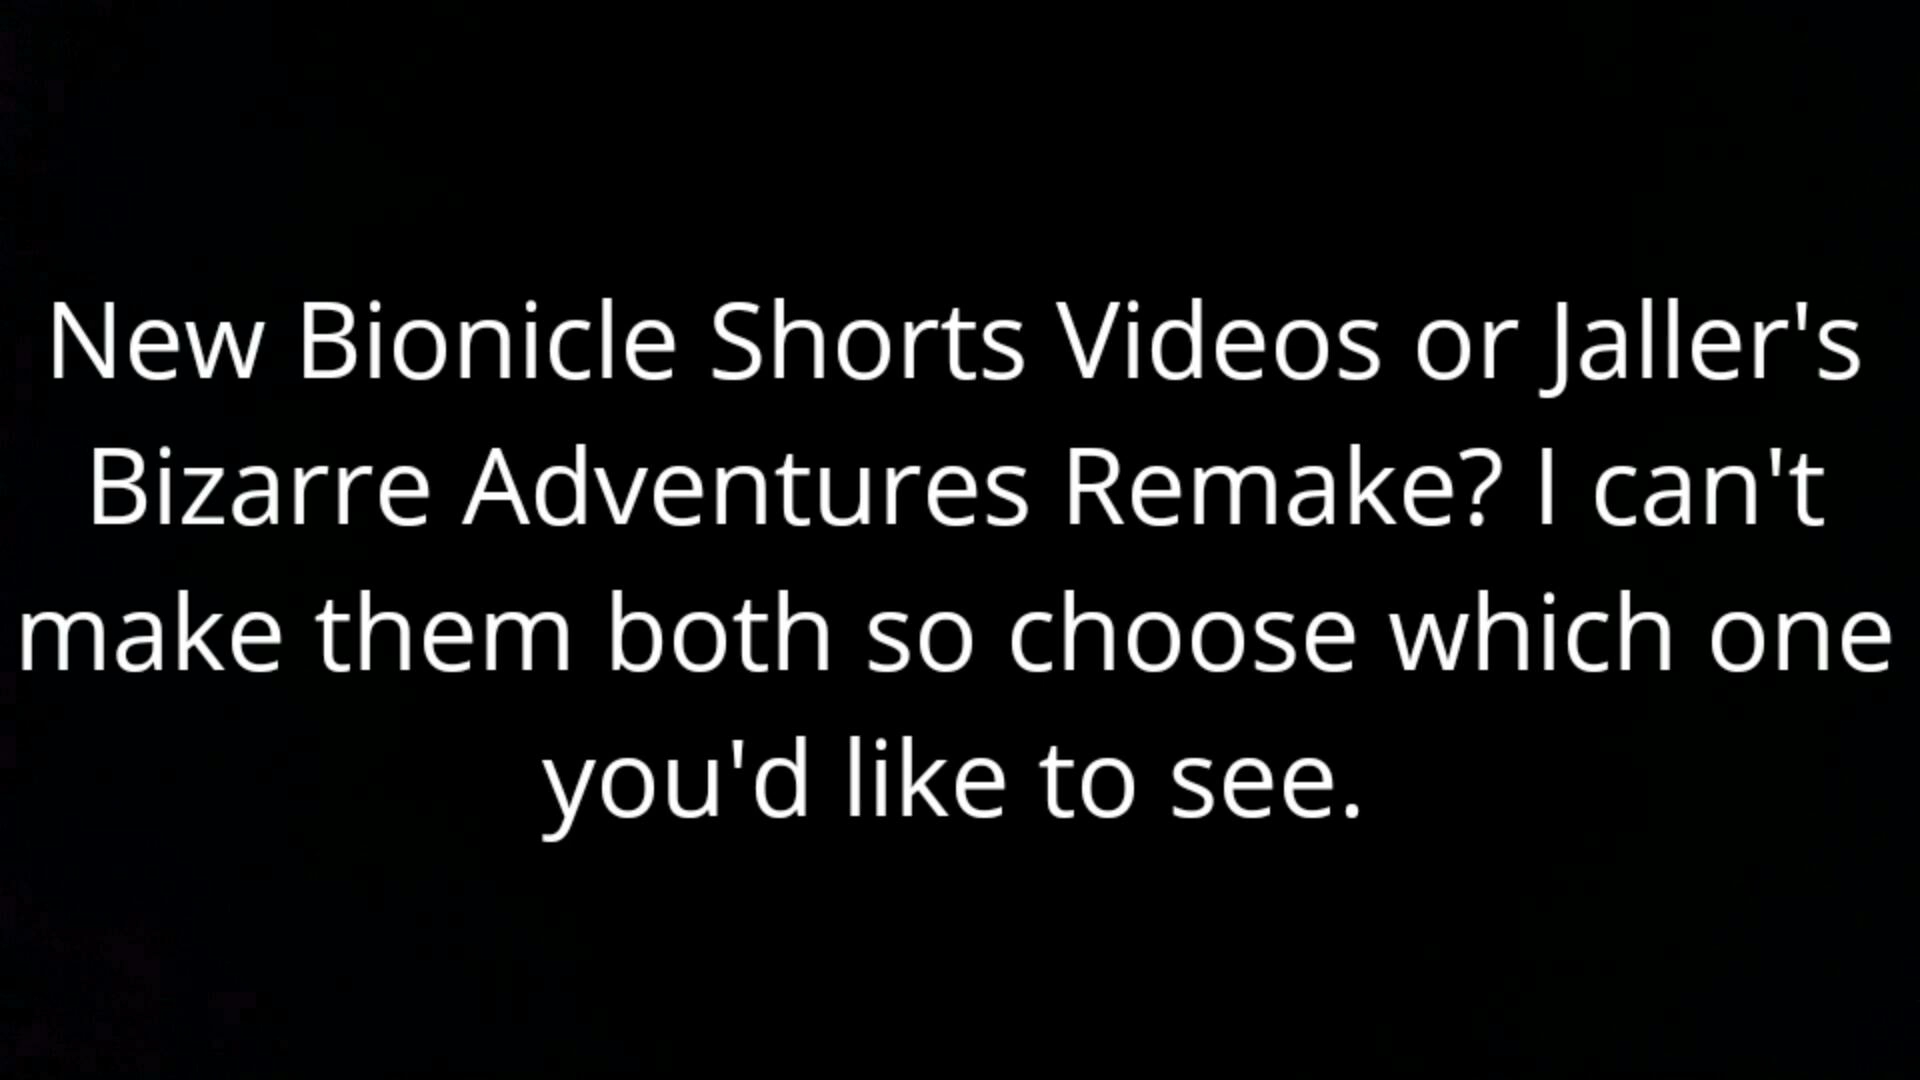 New Bionicle Shorts Videos or Jaller's
Bizarre Adventures Remake? I can't
make them both so choose which one
you'd like to see.